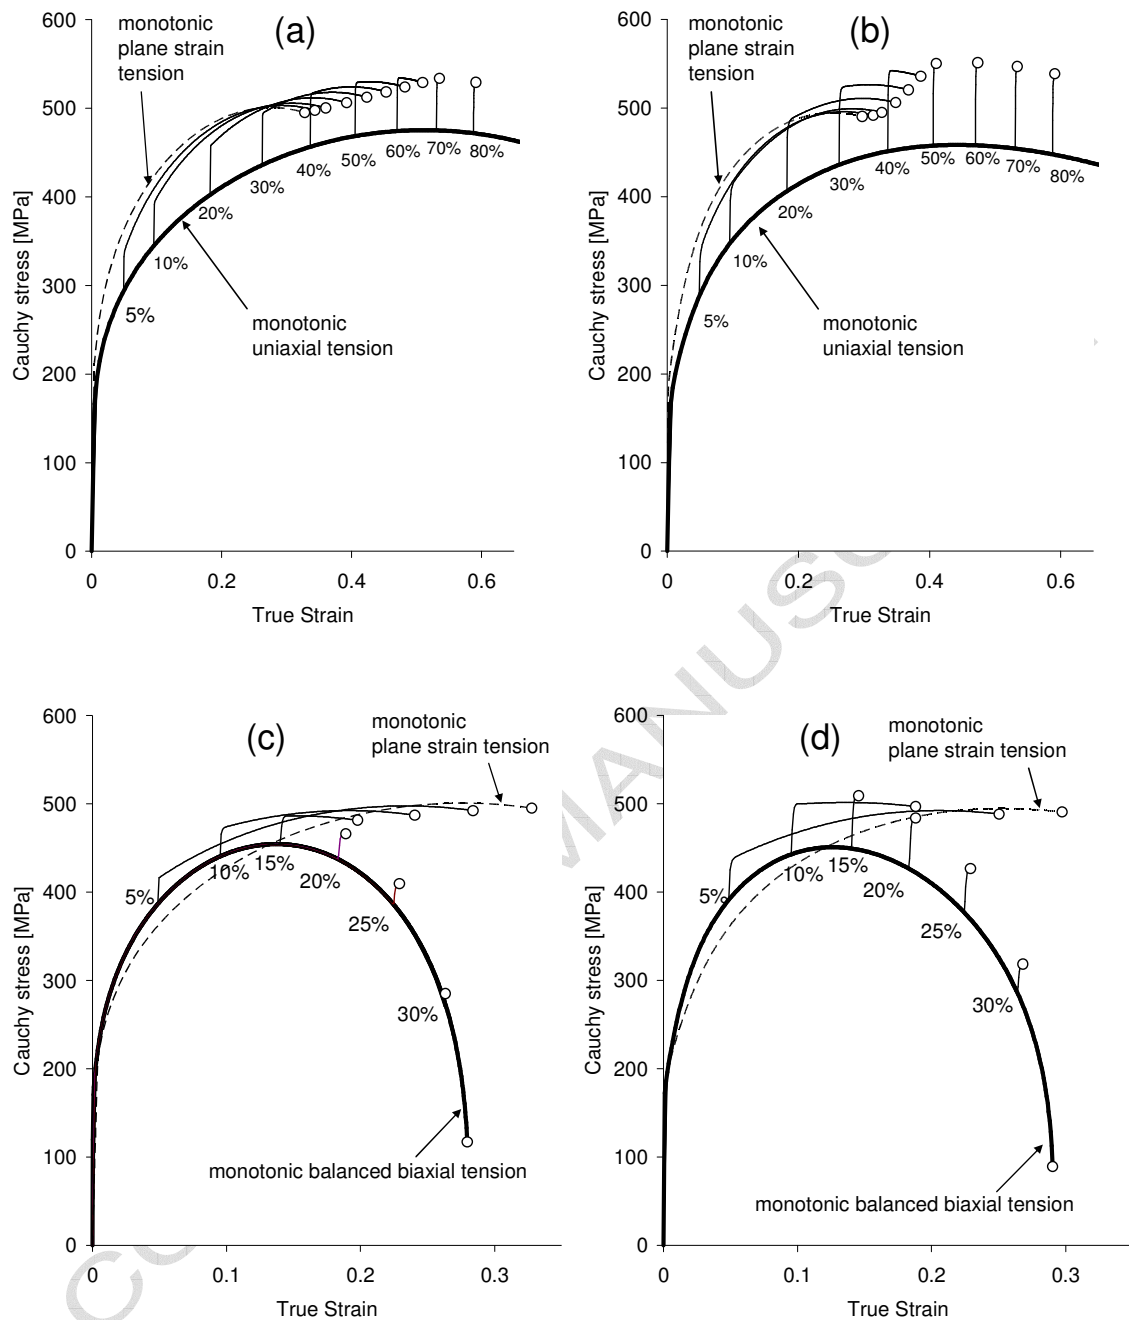 (a)
monotonic
plane strain
tension
600
500
400
300
200
100
0
Cauchy stress [MPa]
5%
10%
20%
30%
40%
50%
60%
70%
80%
monotonic
uniaxial tension
0
0.2
0.4
0.6
True Strain
(b)
monotonic
plane strain
tension
600
500
400
300
200
100
0
Cauchy stress [MPa]
5%
10%
20%
30%
40%
50%
60%
70%
80%
monotonic
uniaxial tension
0
0.2
0.4
0.6
True Strain
(c)
monotonic
plane strain tension
600
500
400
300
200
100
0
Cauchy stress [MPa]
5%
10%
15%
20%
25%
30%
monotonic balanced biaxial tension
0
0.1
0.2
0.3
True Strain
(d)
monotonic
plane strain tension
600
500
400
300
200
100
0
Cauchy stress [MPa]
5%
10%
15%
20%
25%
30%
monotonic balanced biaxial tension
0
0.1
0.2
0.3
True Strain